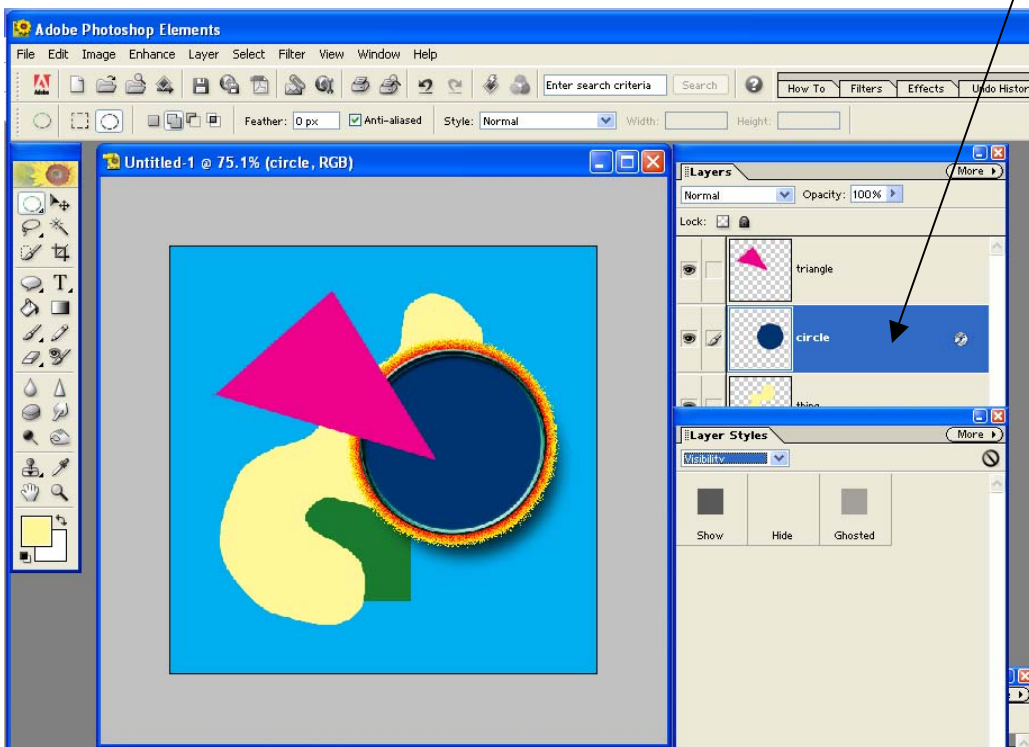 Adobe Photoshop Elements
File Edit Image Enhance Layer Select Filter View Window Help
Adobe Enter search criteria Search How To Filters Effects Undo Histor
Feather: 0 px Anti-aliased Style: Normal Width: Height:
Untitled-1 @ 75.1% (circle, RGB)
Layers More
Normal Opacity: 100%
Lock:
triangle
circle
thing
Layer Styles More
Visibility
Show Hide Ghosted